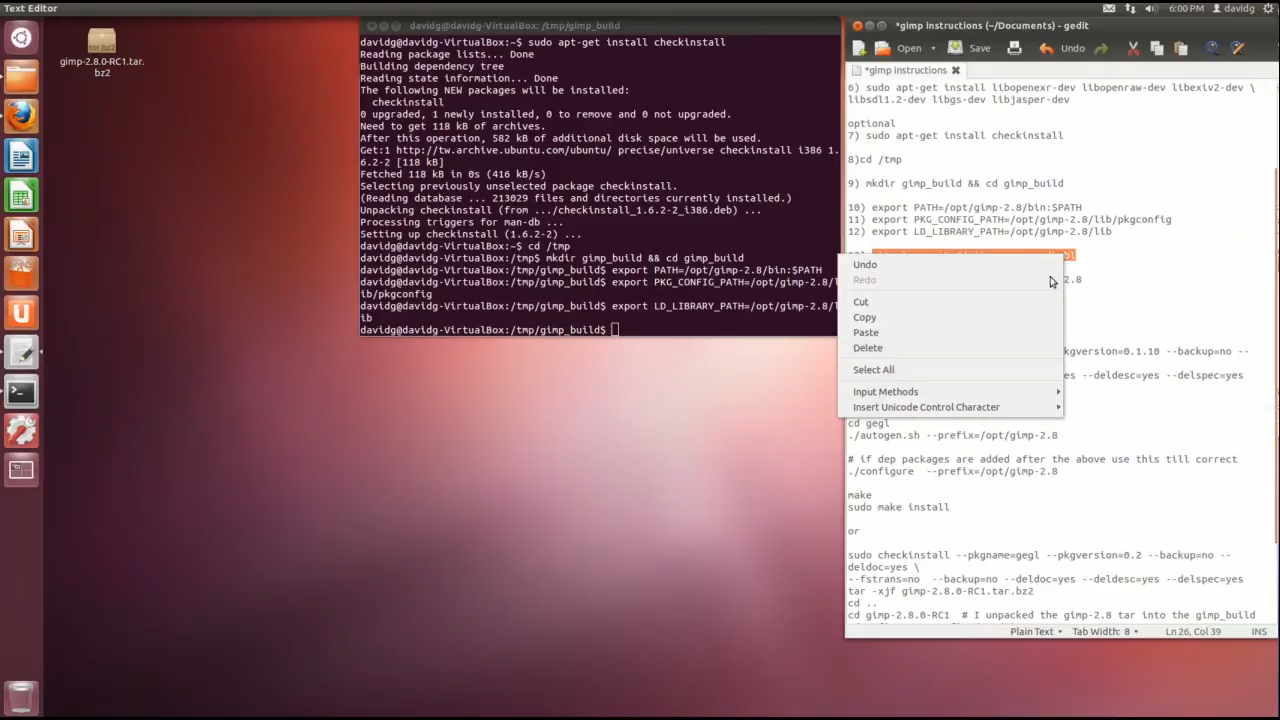 Text Editor
6:00 PM
davidg
gimp-2.8.0-RC1.tar.
bz2
tar.bz2
davidg@davidg-VirtualBox: /tmp/gimp_build
davidg@davidg-VirtualBox:~$ sudo apt-get install checkinstall
Reading package lists... Done
Building dependency tree
Reading state information... Done
The following NEW packages will be installed:
checkinstall
0 upgraded, 1 newly installed, 0 to remove and 0 not upgraded.
Need to get 118 kB of archives.
After this operation, 582 kB of additional disk space will be used.
Get:1 http://tw.archive.ubuntu.com/ubuntu/ precise/universe checkinstall i386 1.
6.2-2 [118 kB]
Fetched 118 kB in 0s (416 kB/s)
Selecting previously unselected package checkinstall.
(Reading database ... 213029 files and directories currently installed.)
Unpacking checkinstall (from .../checkinstall_1.6.2-2_i386.deb) ...
Processing triggers for man-db ...
Setting up checkinstall (1.6.2-2) ...
davidg@davidg-VirtualBox:~$ cd /tmp
davidg@davidg-VirtualBox:/tmp$ mkdir gimp_build && cd gimp_build
davidg@davidg-VirtualBox:/tmp/gimp_build$ export PATH=/opt/gimp-2.8/bin:$PATH
davidg@davidg-VirtualBox:/tmp/gimp_build$ export PKG_CONFIG_PATH=/opt/gimp-2.8/l
ib/pkgconfig
davidg@davidg-VirtualBox:/tmp/gimp_build$ export LD_LIBRARY_PATH=/opt/gimp-2.8/l
ib
davidg@davidg-VirtualBox:/tmp/gimp_build$
*gimp instructions (~/Documents) - gedit
Open
Save
Undo
*gimp instructions
6) sudo apt-get install libopenexr-dev libopenraw-dev libexiv2-dev \
libsdl1.2-dev libgs-dev libjasper-dev
optional
7) sudo apt-get install checkinstall
8)cd /tmp
9) mkdir gimp_build && cd gimp_build
10) export PATH=/opt/gimp-2.8/bin:$PATH
11) export PKG_CONFIG_PATH=/opt/gimp-2.8/lib/pkgconfig
12) export LD_LIBRARY_PATH=/opt/gimp-2.8/lib
Undo
Redo
Cut
Copy
Paste
Delete
Select All
Input Methods
Insert Unicode Control Character
2.8
kgversion=0.1.10 --backup=no --
es --deldesc=yes --delspec=yes
cd gegl
./autogen.sh --prefix=/opt/gimp-2.8
# if dep packages are added after the above use this till correct
./configure --prefix=/opt/gimp-2.8
make
sudo make install
or
sudo checkinstall --pkgname=gegl --pkgversion=0.2 --backup=no --
deldoc=yes \
--fstrans=no --backup=no --deldoc=yes --deldesc=yes --delspec=yes
tar -xjf gimp-2.8.0-RC1.tar.bz2
cd ..
cd gimp-2.8.0-RC1 # I unpacked the gimp-2.8 tar into the gimp_build
Plain Text
Tab Width: 8
Ln 26, Col 39
INS